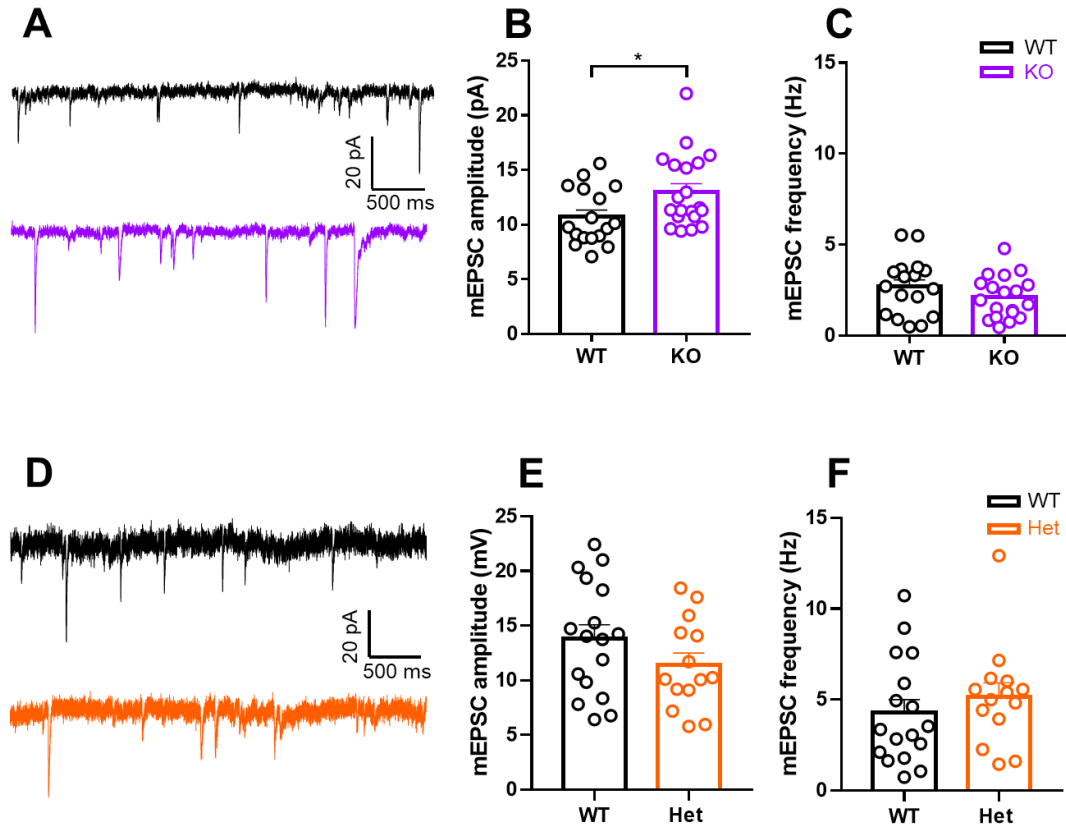 A
20 pA
500 ms
B
mEPSC amplitude (pA)
25
20
15
10
5
0
*
WT
KO
C
WT
KO
mEPSC frequency (Hz)
15
10
5
0
WT
KO
D
20 pA
500 ms
E
mEPSC amplitude (mV)
25
20
15
10
5
0
WT
Het
F
WT
Het
mEPSC frequency (Hz)
15
10
5
0
WT
Het